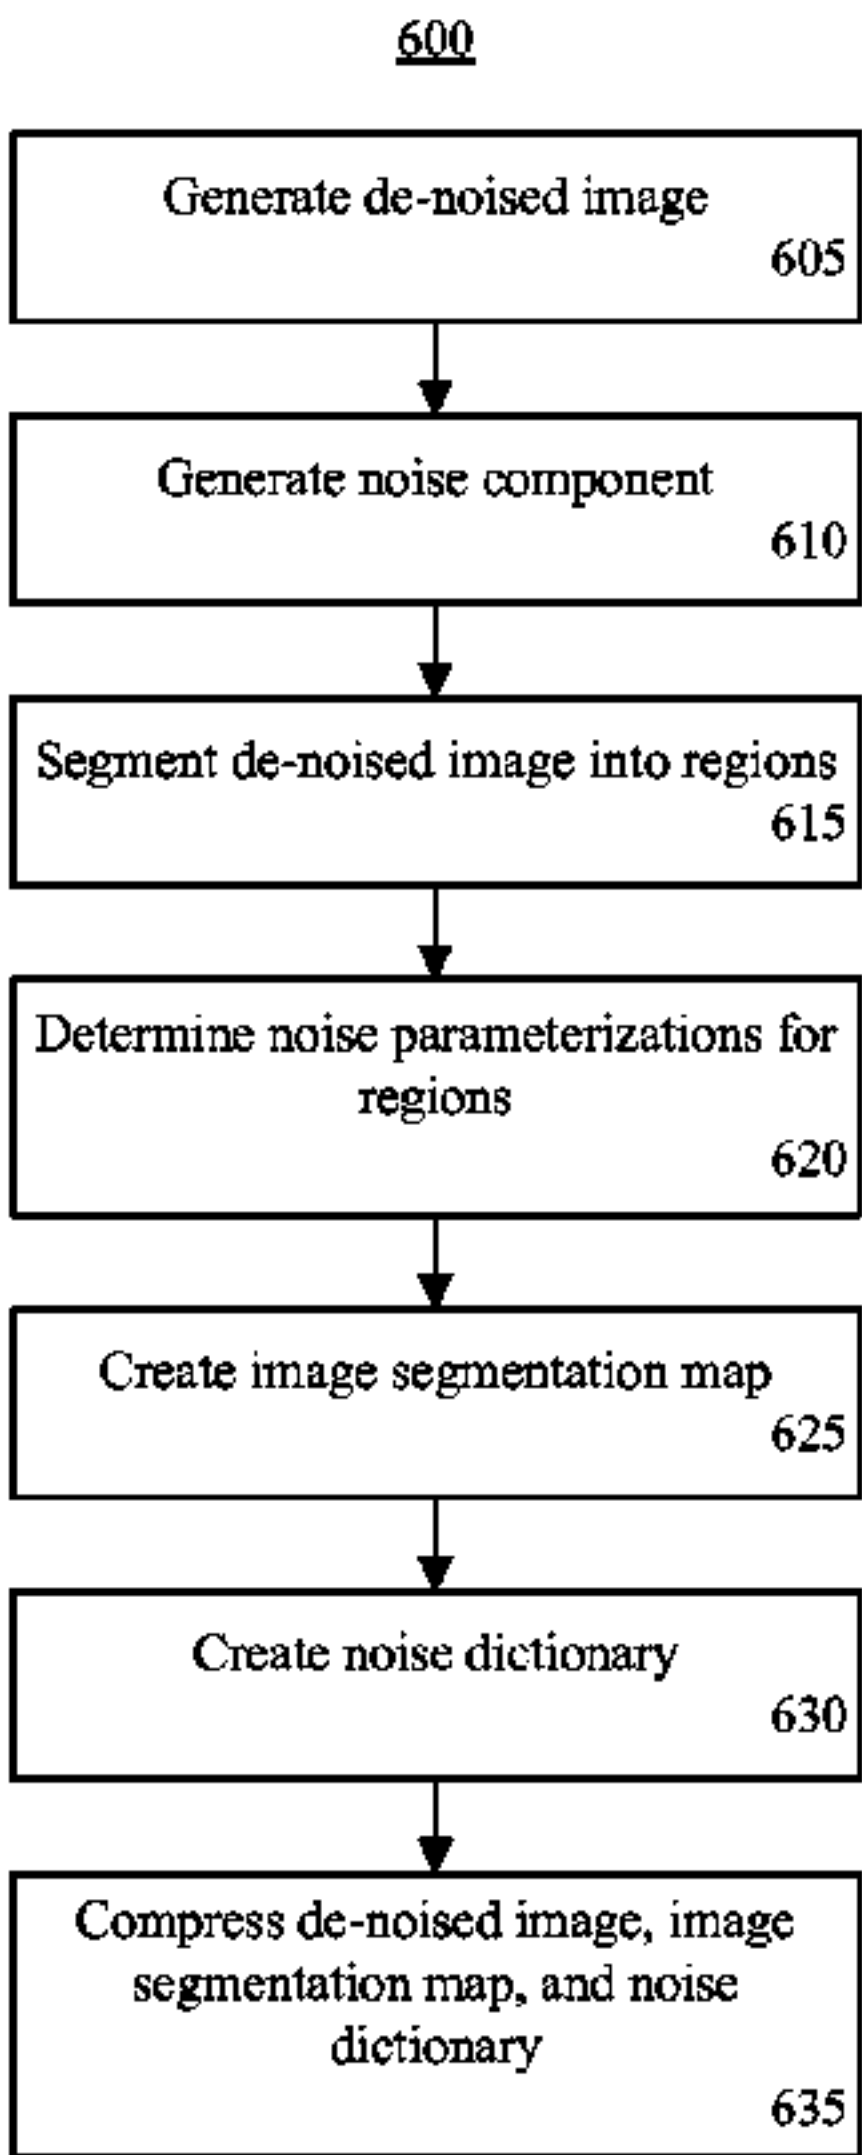 600
Generate de-noised image
605
Generate noise component
610
Segment de-noised image into regions
615
Determine noise parameterizations for
regions
620
Create image segmentation map
625
Create noise dictionary
630
Compress de-noised image, image
segmentation map, and noise
dictionary
635